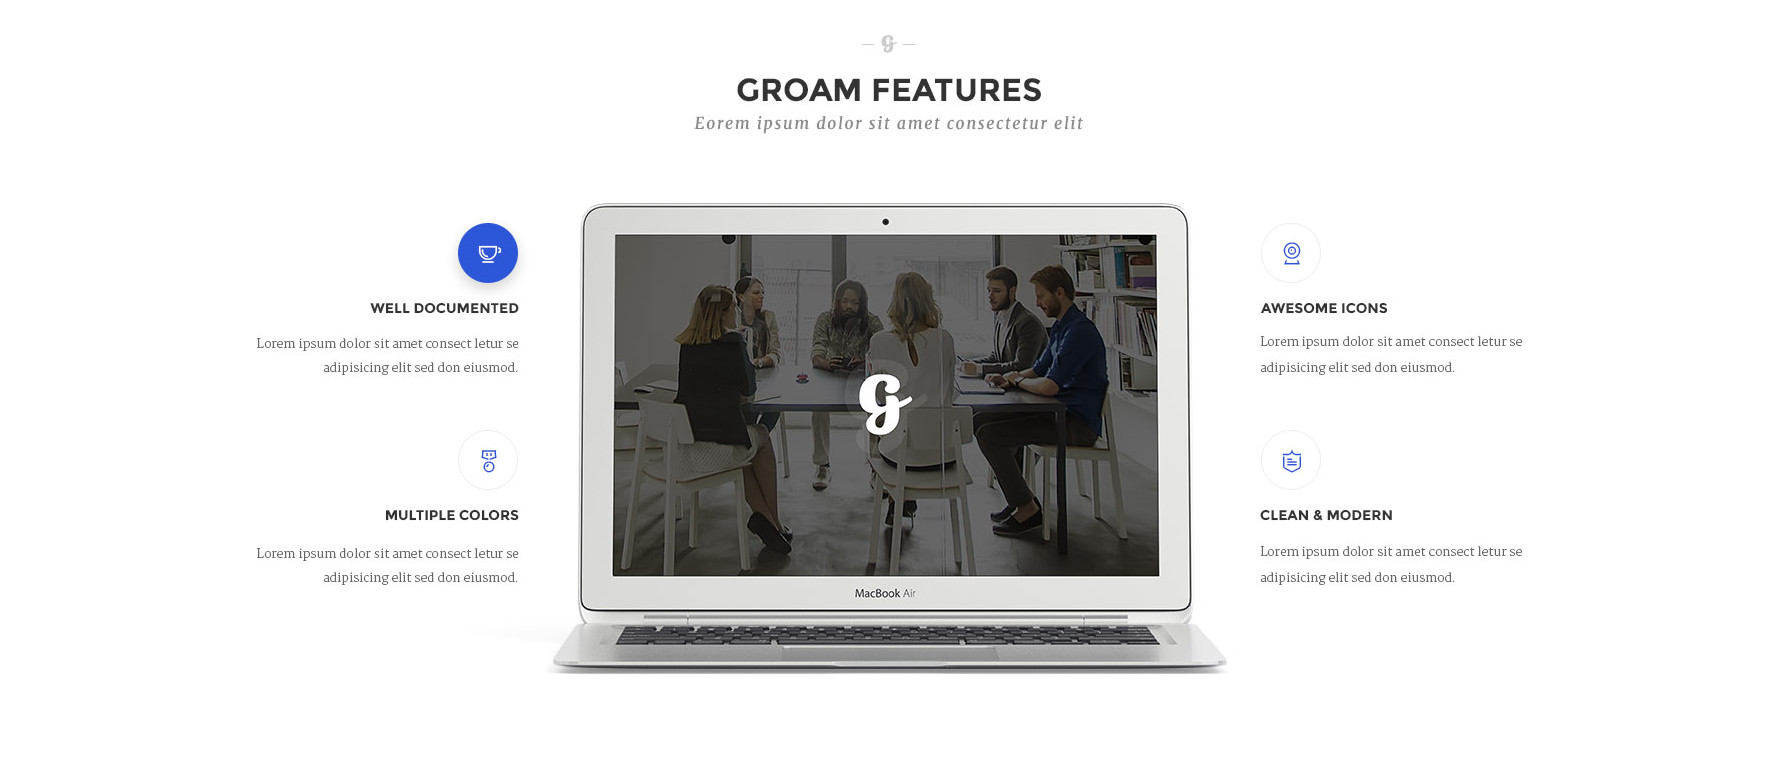 G
GROAM FEATURES
Eorem ipsum dolor sit amet consectetur elit
WELL DOCUMENTED
Lorem ipsum dolor sit amet consect letur se
adipisicing elit sed don eiusmod.
MULTIPLE COLORS
Lorem ipsum dolor sit amet consect letur se
adipisicing elit sed don eiusmod.
G
MacBook Air
AWESOME ICONS
Lorem ipsum dolor sit amet consect letur se
adipisicing elit sed don eiusmod.
CLEAN & MODERN
Lorem ipsum dolor sit amet consect letur se
adipisicing elit sed don eiusmod.